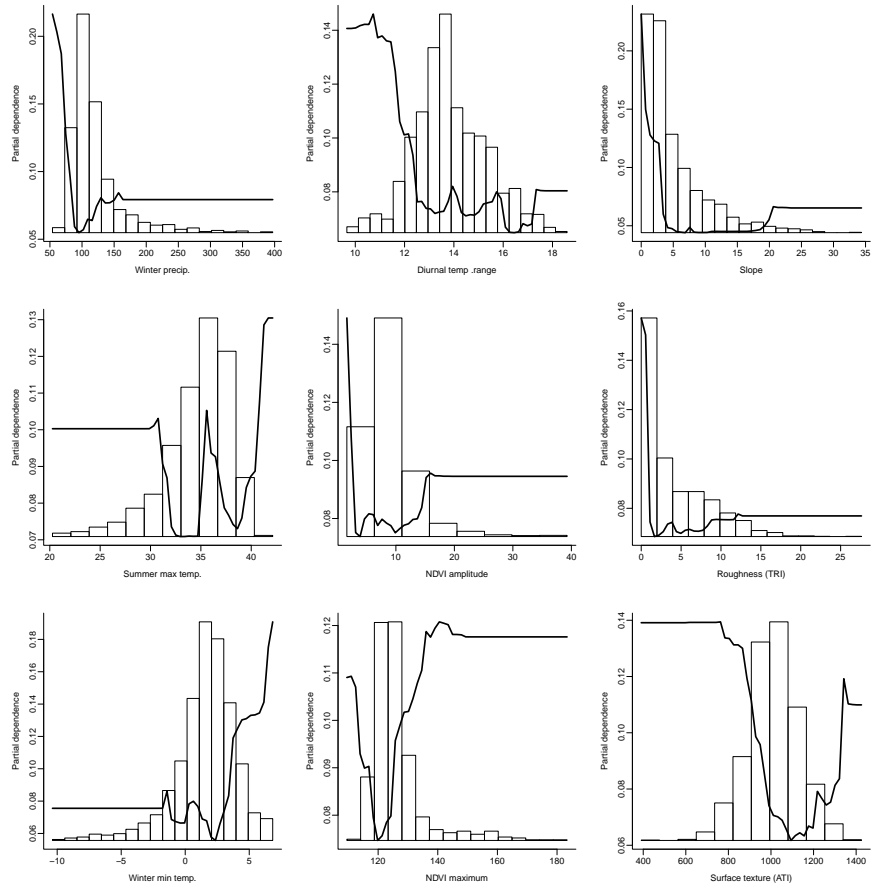 Partial dependence
0.05 0.10 0.15 0.20
50 100 150 200 250 300 350 400
Winter precip.
Partial dependence
0.08 0.10 0.12 0.14
10 12 14 16 18
Diurnal temp .range
Partial dependence
0.05 0.10 0.15 0.20
0 5 10 15 20 25 30 35
Slope
Partial dependence
0.07 0.08 0.09 0.10 0.11 0.12 0.13
20 25 30 35 40
Summer max temp.
Partial dependence
0.08 0.10 0.12 0.14
0 10 20 30 40
NDVI amplitude
Partial dependence
0.08 0.10 0.12 0.14 0.16
0 5 10 15 20 25
Roughness (TRI)
Partial dependence
0.06 0.08 0.10 0.12 0.14 0.16 0.18
−10 −5 0 5
Winter min temp.
Partial dependence
0.08 0.09 0.10 0.11 0.12
120 140 160 180
NDVI maximum
Partial dependence
0.06 0.08 0.10 0.12 0.14
400 600 800 1000 1200 1400
Surface texture (ATI)